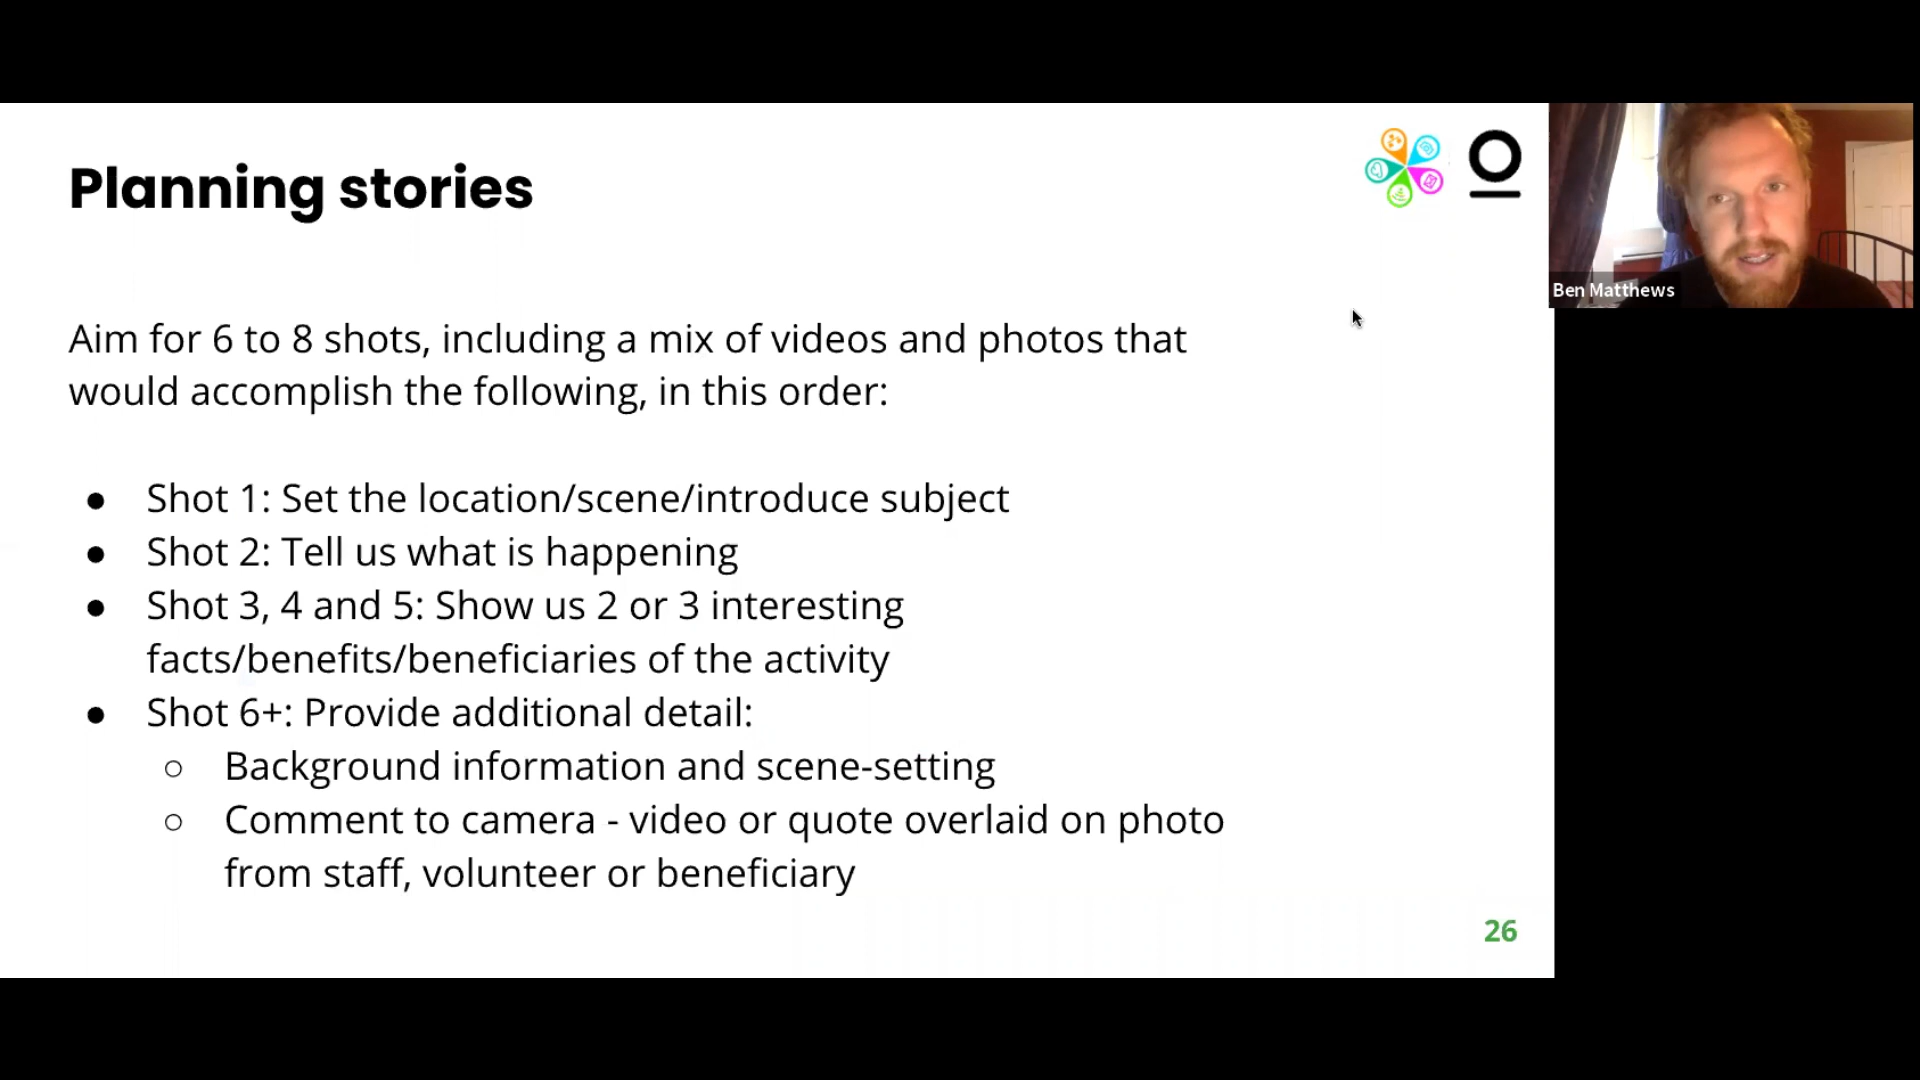 Planning stories
Ben Matthews
Aim for 6 to 8 shots, including a mix of videos and photos that
would accomplish the following, in this order:
● Shot 1: Set the location/scene/introduce subject
● Shot 2: Tell us what is happening
● Shot 3, 4 and 5: Show us 2 or 3 interesting
facts/benefits/beneficiaries of the activity
● Shot 6+: Provide additional detail:
○ Background information and scene-setting
○ Comment to camera - video or quote overlaid on photo
from staff, volunteer or beneficiary
26